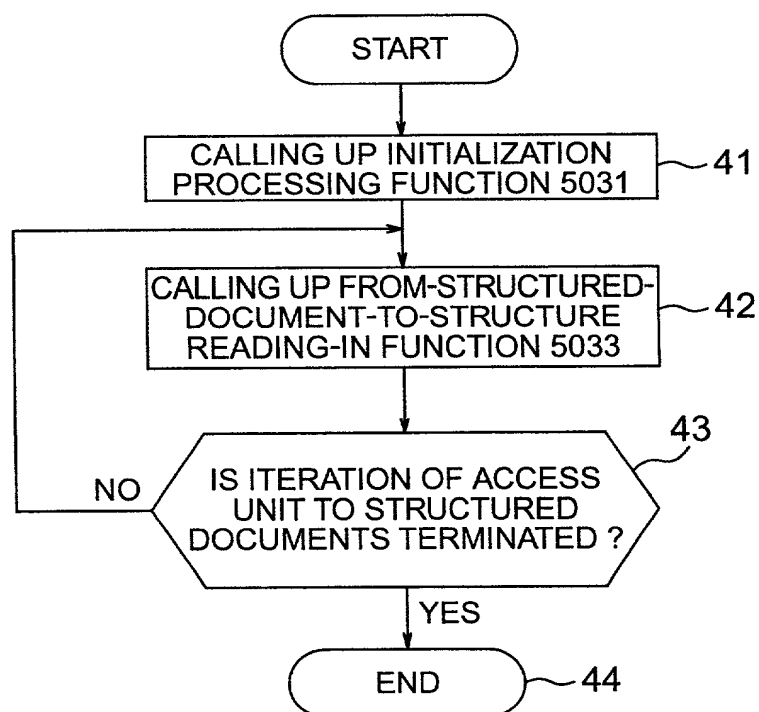 START
CALLING UP INITIALIZATION
PROCESSING FUNCTION 5031
41
CALLING UP FROM-STRUCTURED-
DOCUMENT-TO-STRUCTURE
READING-IN FUNCTION 5033
42
43
IS ITERATION OF ACCESS
UNIT TO STRUCTURED
DOCUMENTS TERMINATED ?
NO
YES
END
44